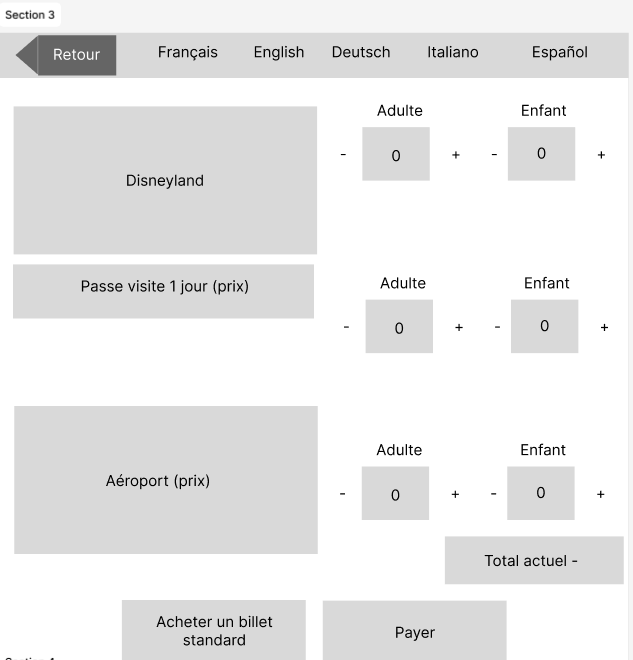 Section 3
Retour Français English Deutsch Italiano Español
Adulte Enfant
Disneyland
- 0 + - 0 +
Passe visite 1 jour (prix)
Adulte Enfant
- 0 + - 0 +
Adulte Enfant
Aéroport (prix)
- 0 + - 0 +
Total actuel -
Acheter un billet
standard
Payer